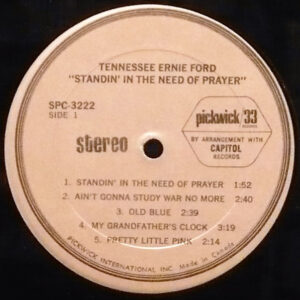 TENNESSEE ERNIE FORD
"STANDIN' IN THE NEED OF PRAYER"
SPC-3222
SIDE 1
stereo
pickwick/33
RECORDS
BY ARRANGEMENT WITH
CAPITOL
RECORDS
1. STANDIN' IN THE NEED OF PRAYER 1:52
2. AIN'T GONNA STUDY WAR NO MORE 2:40
3. OLD BLUE 2:39
4. MY GRANDFATHER'S CLOCK 3:19
5. PRETTY LITTLE PINK 2:14
PICKWICK INTERNATIONAL INC. Made in Canada